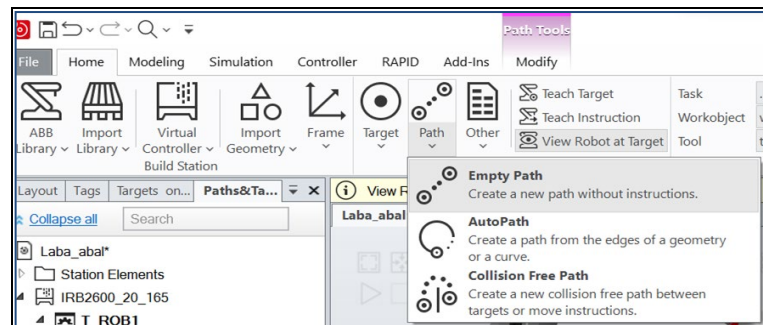 Path Tools
File Home Modeling Simulation Controller RAPID Add-Ins Modify
ABB Library
Import Library
Virtual Controller
Import Geometry
Frame
Build Station
Target
Path
Other
Teach Target
Teach Instruction
View Robot at Target
Task
Workobject
Tool
Empty Path
Create a new path without instructions.
AutoPath
Create a path from the edges of a geometry
or a curve.
Collision Free Path
Create a new collision free path between
targets or move instructions.
Layout Tags Targets on... Paths&Ta...
View R
Collapse all Search
Laba_abal
Laba_abal*
Station Elements
IRB2600_20_165
T_ROB1